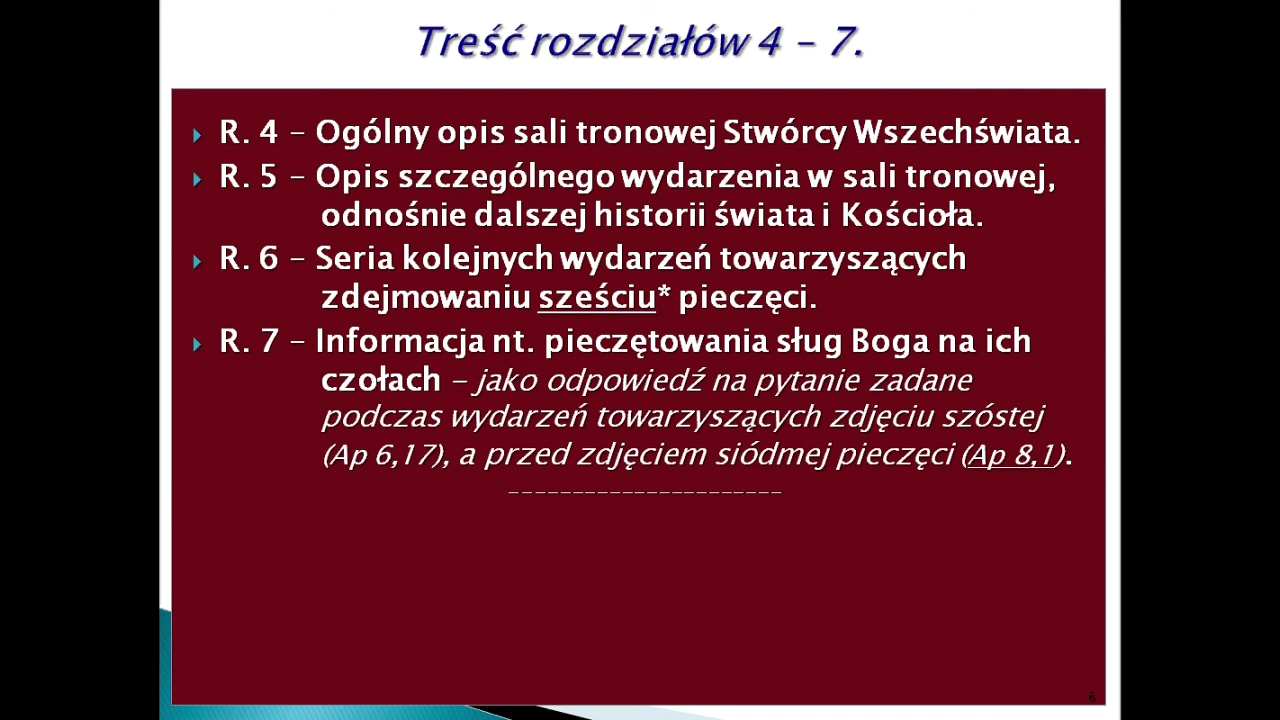 Treść rozdziałów 4 – 7.
R. 4 – Ogólny opis sali tronowej Stwórcy Wszechświata.
R. 5 – Opis szczególnego wydarzenia w sali tronowej,
odnośnie dalszej historii świata i Kościoła.
R. 6 – Seria kolejnych wydarzeń towarzyszących
zdejmowaniu sześciu* pieczęci.
R. 7 – Informacja nt. pieczętowania sług Boga na ich
czołach – jako odpowiedź na pytanie zadane
podczas wydarzeń towarzyszących zdjęciu szóstej
(Ap 6,17), a przed zdjęciem siódmej pieczęci (Ap 8,1).
---------------------
6